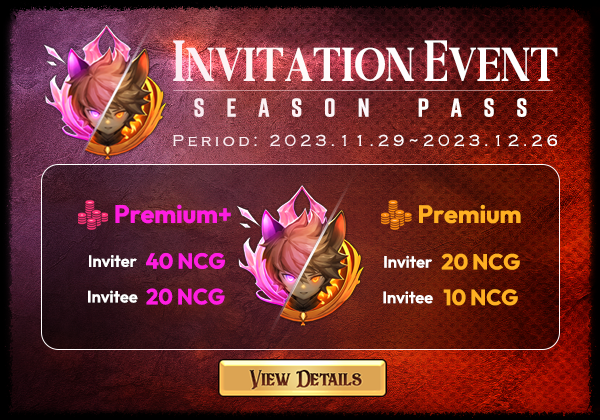 INVITATION EVENT
SEASON PASS
PERIOD: 2023.11.29~2023.12.26
Premium+
Inviter 40 NCG
Invitee 20 NCG
Premium
Inviter 20 NCG
Invitee 10 NCG
VIEW DETAILS